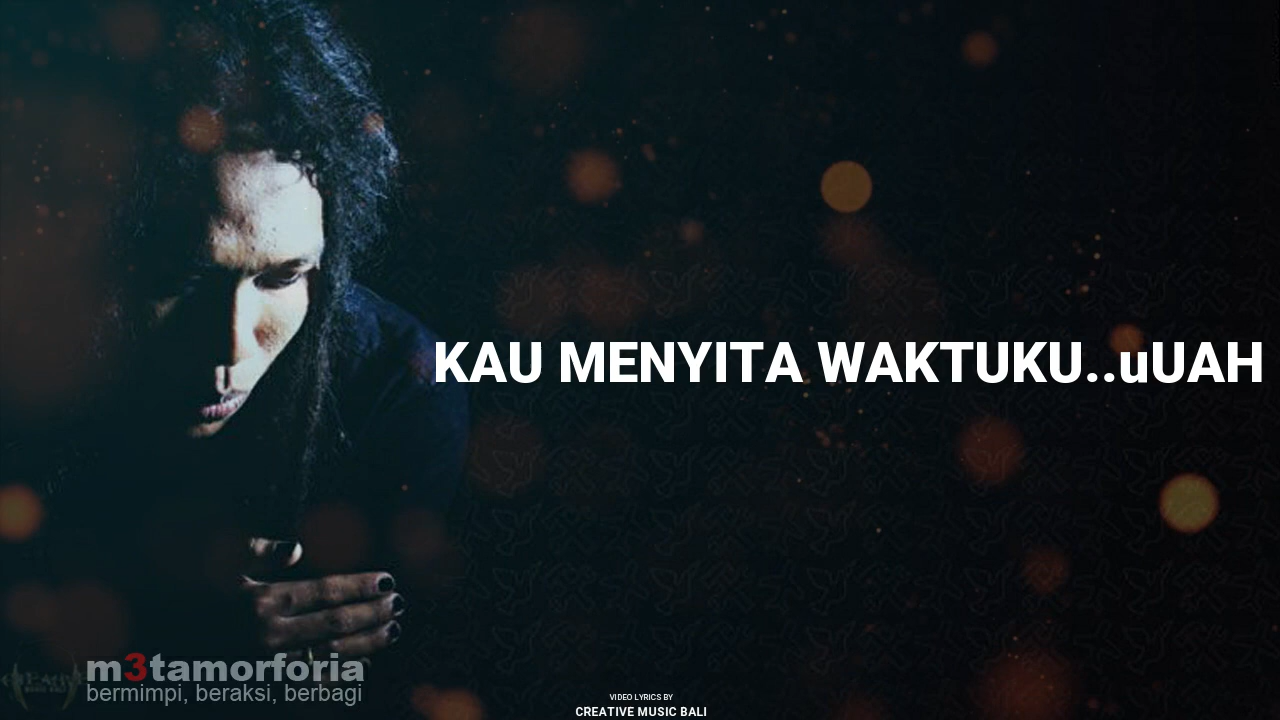 KAU MENYITA WAKTUKU..uUAH
m3tamorforia
bermimpi, beraksi, berbagi
VIDEO LYRICS BY
CREATIVE MUSIC BALI